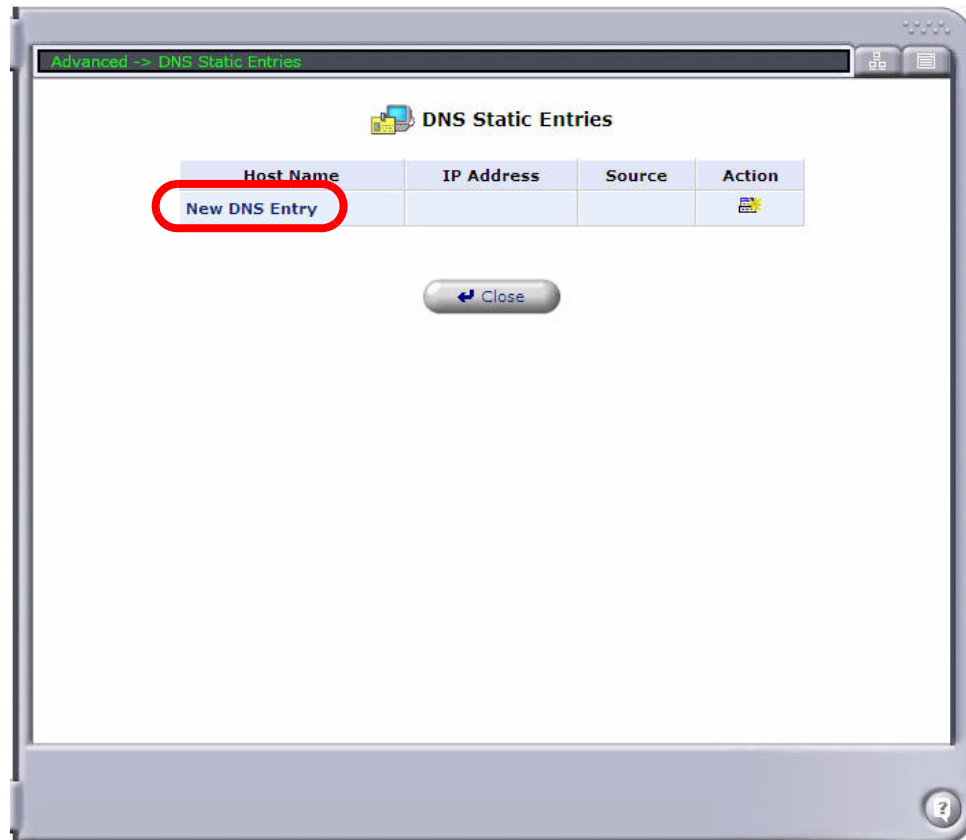 Advanced -> DNS Static Entries
DNS Static Entries
Host Name IP Address Source Action
New DNS Entry
Close
?